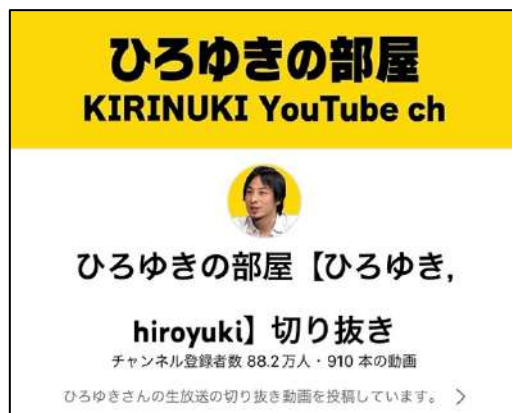 ひろゆきの部屋
KIRINUKI YouTube ch
ひろゆきの部屋【ひろゆき,
hiroyuki】切り抜き
チャンネル登録者数 88.2万人・910 本の動画
ひろゆきさんの生放送の切り抜き動画を投稿しています。 >